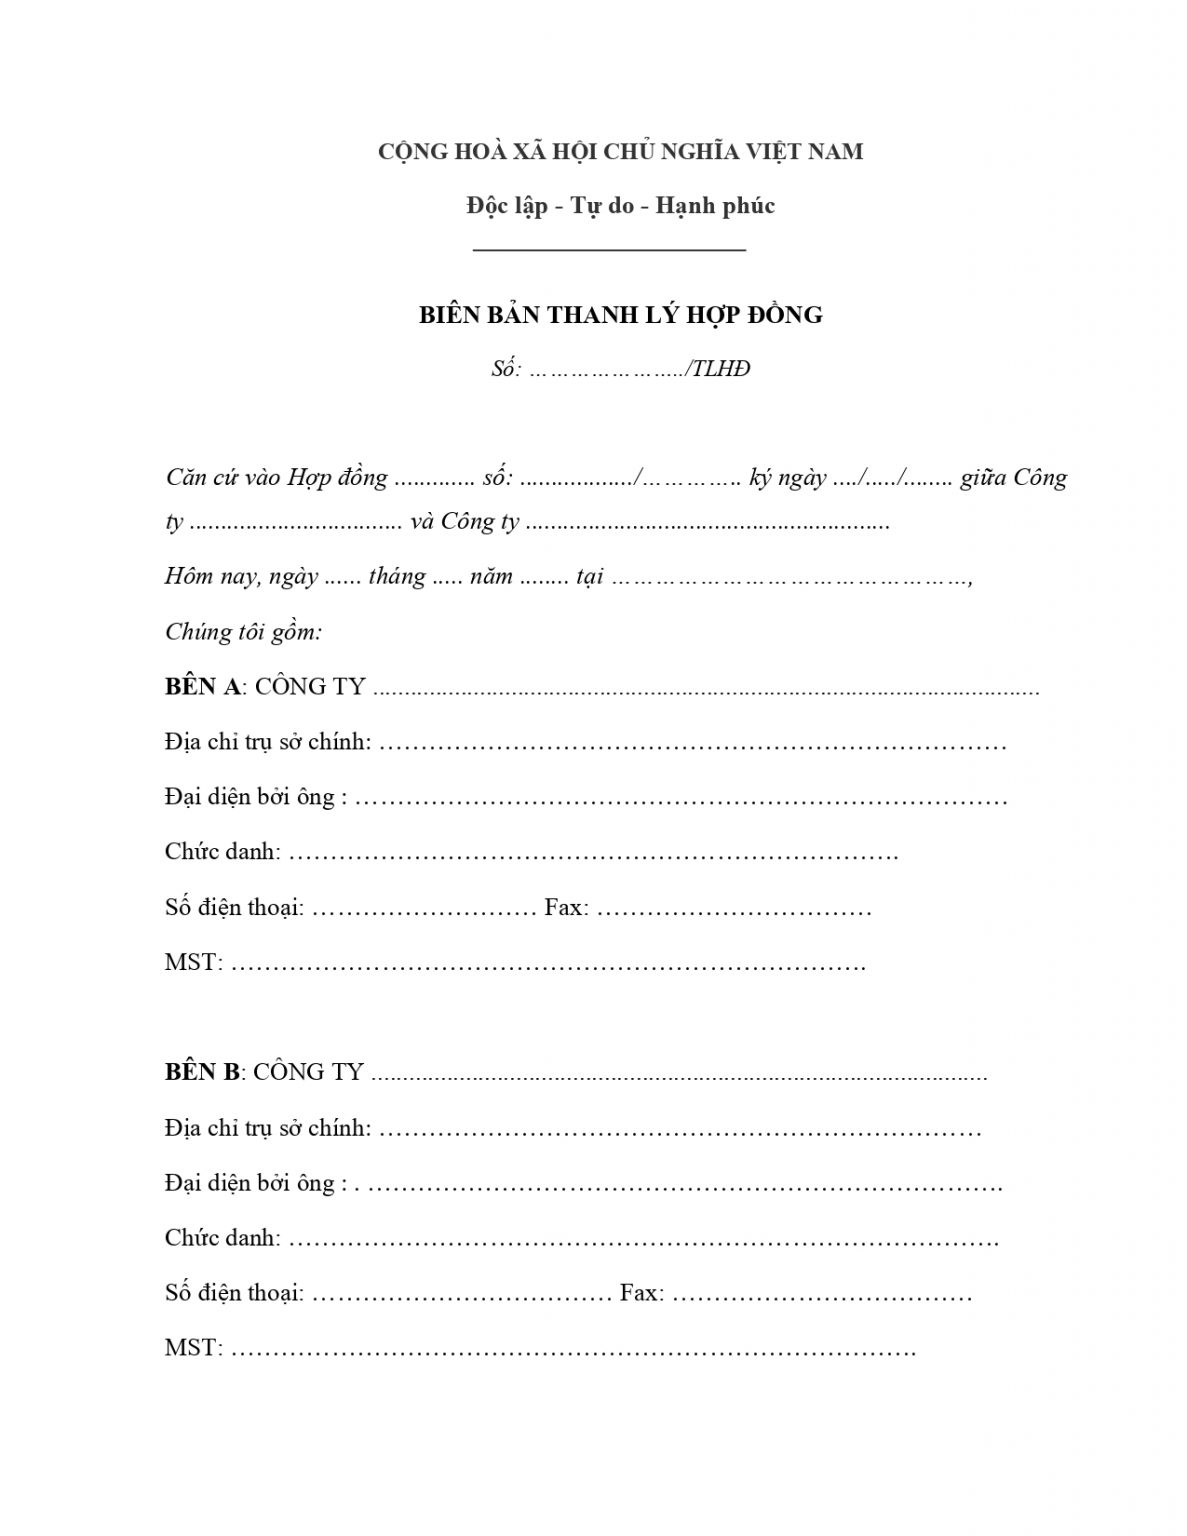 CỘNG HOÀ XÃ HỘI CHỦ NGHĨA VIỆT NAM
Độc lập - Tự do - Hạnh phúc
BIÊN BẢN THANH LÝ HỢP ĐỒNG
Số: …………………../TLHĐ
Căn cứ vào Hợp đồng ............. số: ................../………….. ký ngày ..../...../........ giữa Công
ty .................................. và Công ty ..........................................................
Hôm nay, ngày ...... tháng ..... năm ........ tại …………………………………………,
Chúng tôi gồm:
BÊN A: CÔNG TY ..........................................................................................................
Địa chỉ trụ sở chính: …………………………………………………………………
Đại diện bởi ông : ……………………………………………………………………
Chức danh: ……………………………………………………………….
Số điện thoại: ……………………… Fax: ……………………………
MST: ………………………………………………………………….
BÊN B: CÔNG TY ..................................................................................................
Địa chỉ trụ sở chính: ………………………………………………………………
Đại diện bởi ông : . ………………………………………………………………….
Chức danh: ………………………………………………………………………….
Số điện thoại: ……………………………… Fax: ………………………………
MST: ……………………………………………………………………….